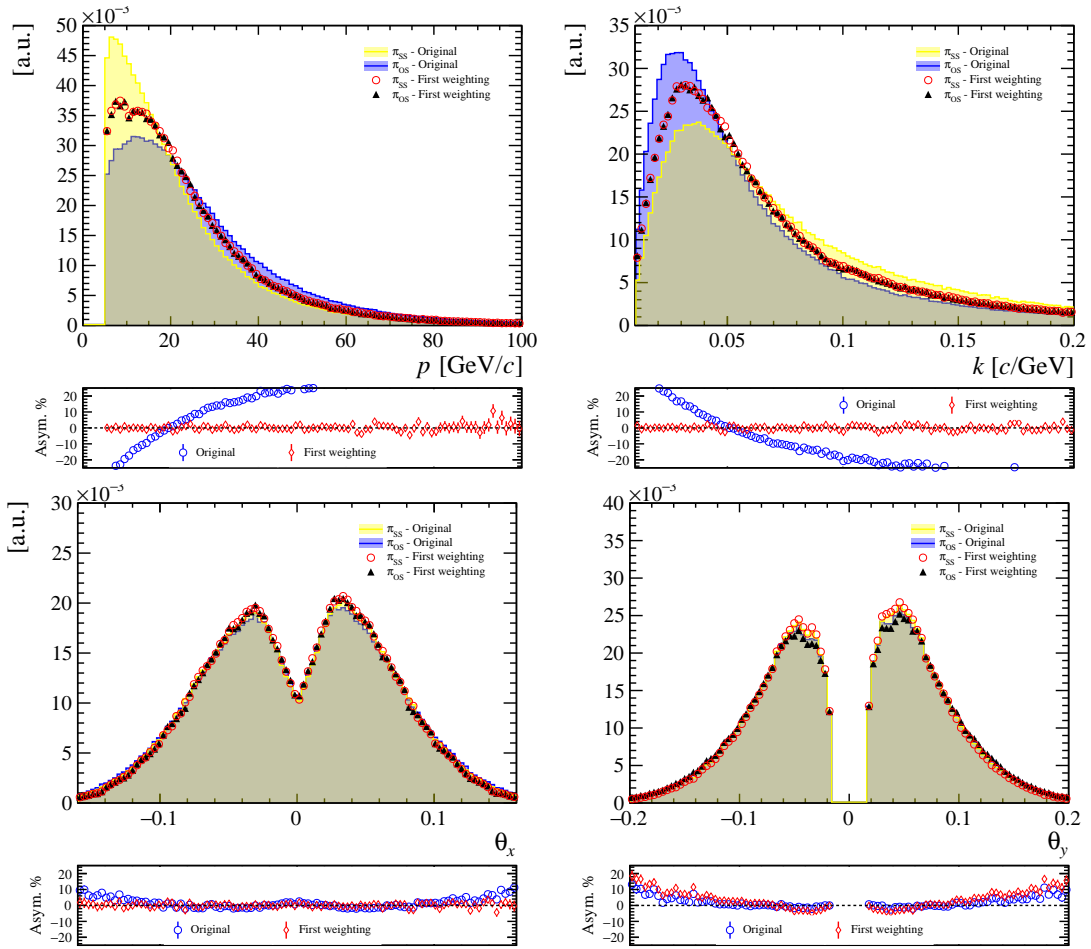 ×10⁻³
[a.u.]
50
45
40
35
30
25
20
15
10
5
0
π_SS - Original
π_OS - Original
π_SS - First weighting
π_OS - First weighting
0 20 40 60 80 100
p [GeV/c]
Asym. %
20
10
0
−10
−20
Original First weighting
×10⁻³
[a.u.]
35
30
25
20
15
10
5
0
π_SS - Original
π_OS - Original
π_SS - First weighting
π_OS - First weighting
0.05 0.1 0.15 0.2
k [c/GeV]
Asym. %
20
10
0
−10
−20
Original First weighting
×10⁻³
[a.u.]
30
25
20
15
10
5
0
π_SS - Original
π_OS - Original
π_SS - First weighting
π_OS - First weighting
−0.1 0 0.1
θ_x
Asym. %
20
10
0
−10
−20
Original First weighting
×10⁻³
40
35
30
25
20
15
10
5
0
π_SS - Original
π_OS - Original
π_SS - First weighting
π_OS - First weighting
−0.2 −0.1 0 0.1 0.2
θ_y
Asym. %
20
10
0
−10
−20
Original First weighting